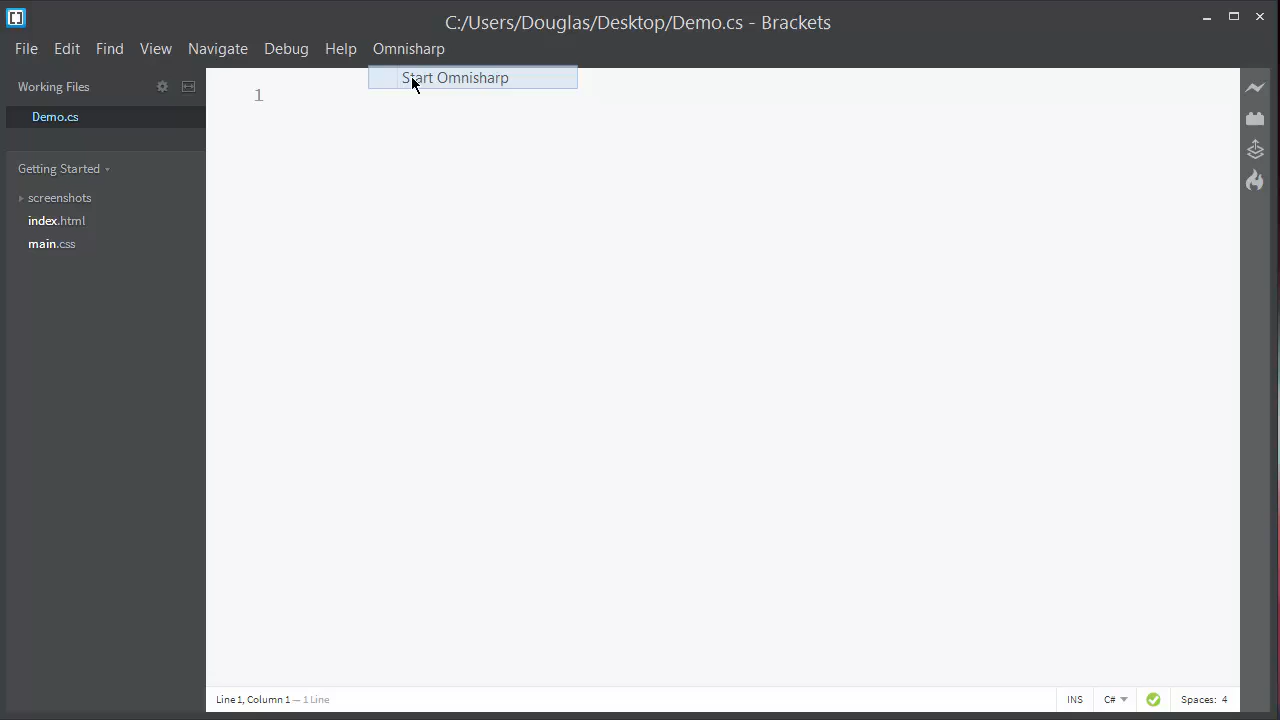 C:/Users/Douglas/Desktop/Demo.cs - Brackets
File Edit Find View Navigate Debug Help Omnisharp
Start Omnisharp
Working Files
Demo.cs
Getting Started
screenshots
index.html
main.css
1
Line 1, Column 1 — 1 Line
INS C# Spaces: 4